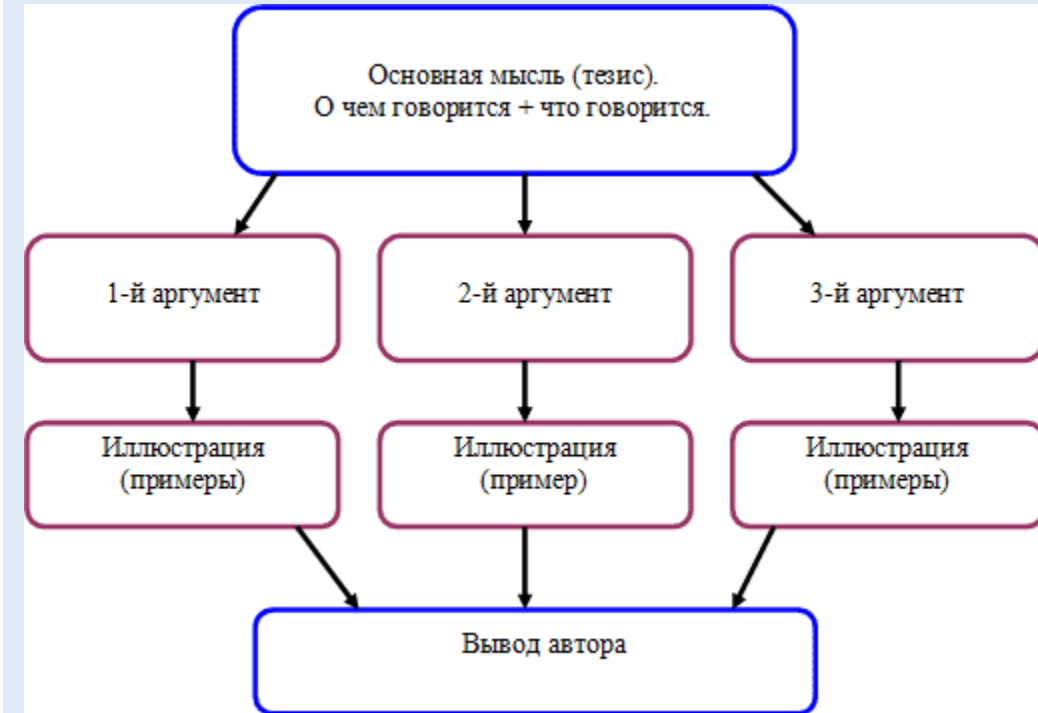 Основная мысль (тезис).
О чем говорится + что говорится.
1-й аргумент
2-й аргумент
3-й аргумент
Иллюстрация
(примеры)
Иллюстрация
(пример)
Иллюстрация
(примеры)
Вывод автора